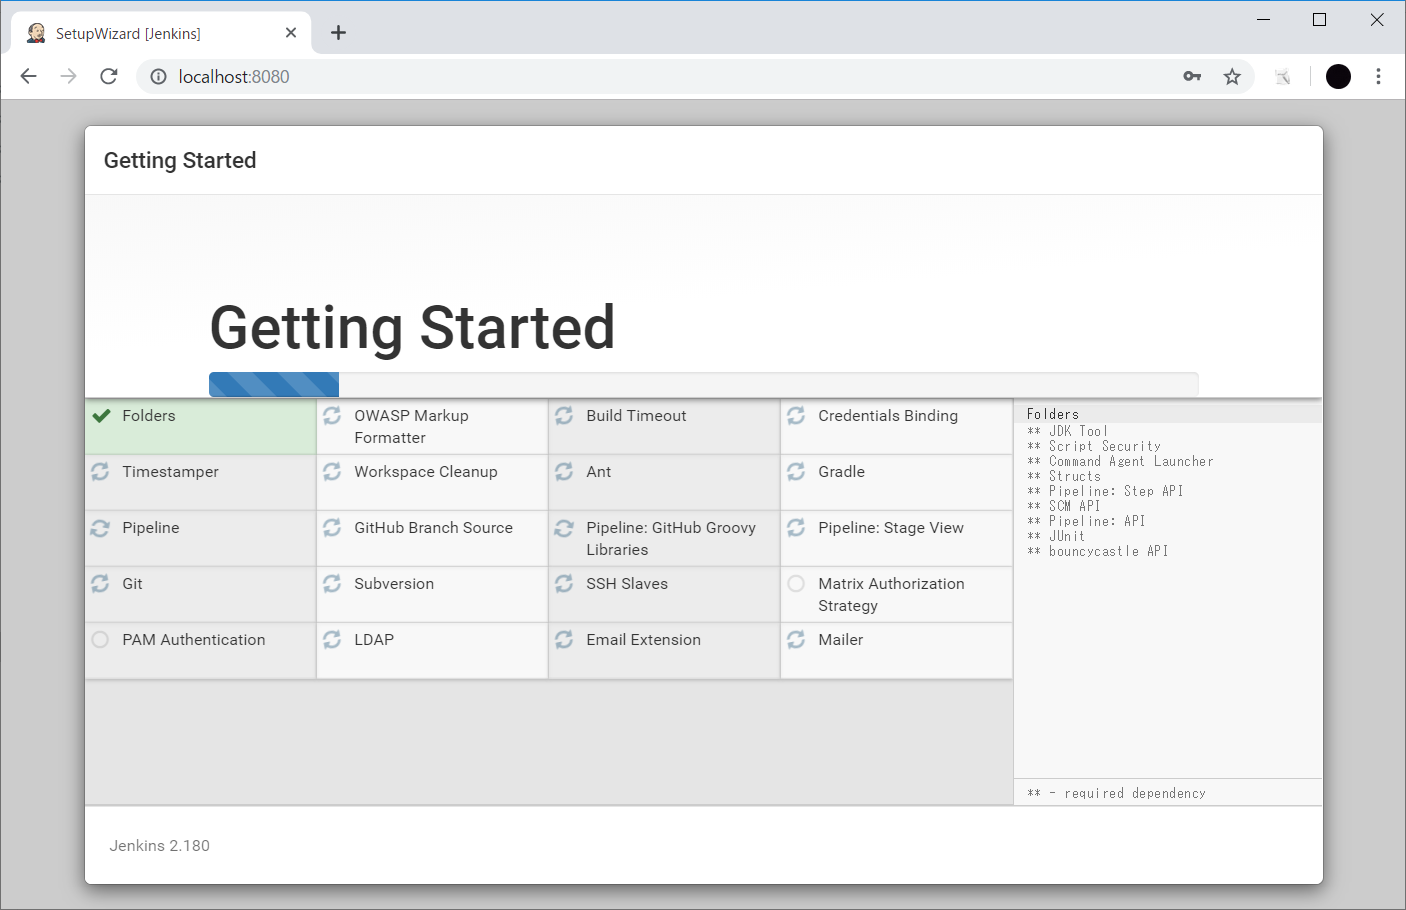 SetupWizard [Jenkins]
localhost:8080
Getting Started
Getting Started
Folders
OWASP Markup
Formatter
Build Timeout
Credentials Binding
Timestamper
Workspace Cleanup
Ant
Gradle
Pipeline
GitHub Branch Source
Pipeline: GitHub Groovy
Libraries
Pipeline: Stage View
Git
Subversion
SSH Slaves
Matrix Authorization
Strategy
PAM Authentication
LDAP
Email Extension
Mailer
Folders
** JDK Tool
** Script Security
** Command Agent Launcher
** Structs
** Pipeline: Step API
** SCM API
** Pipeline: API
** JUnit
** bouncycastle API
** - required dependency
Jenkins 2.180